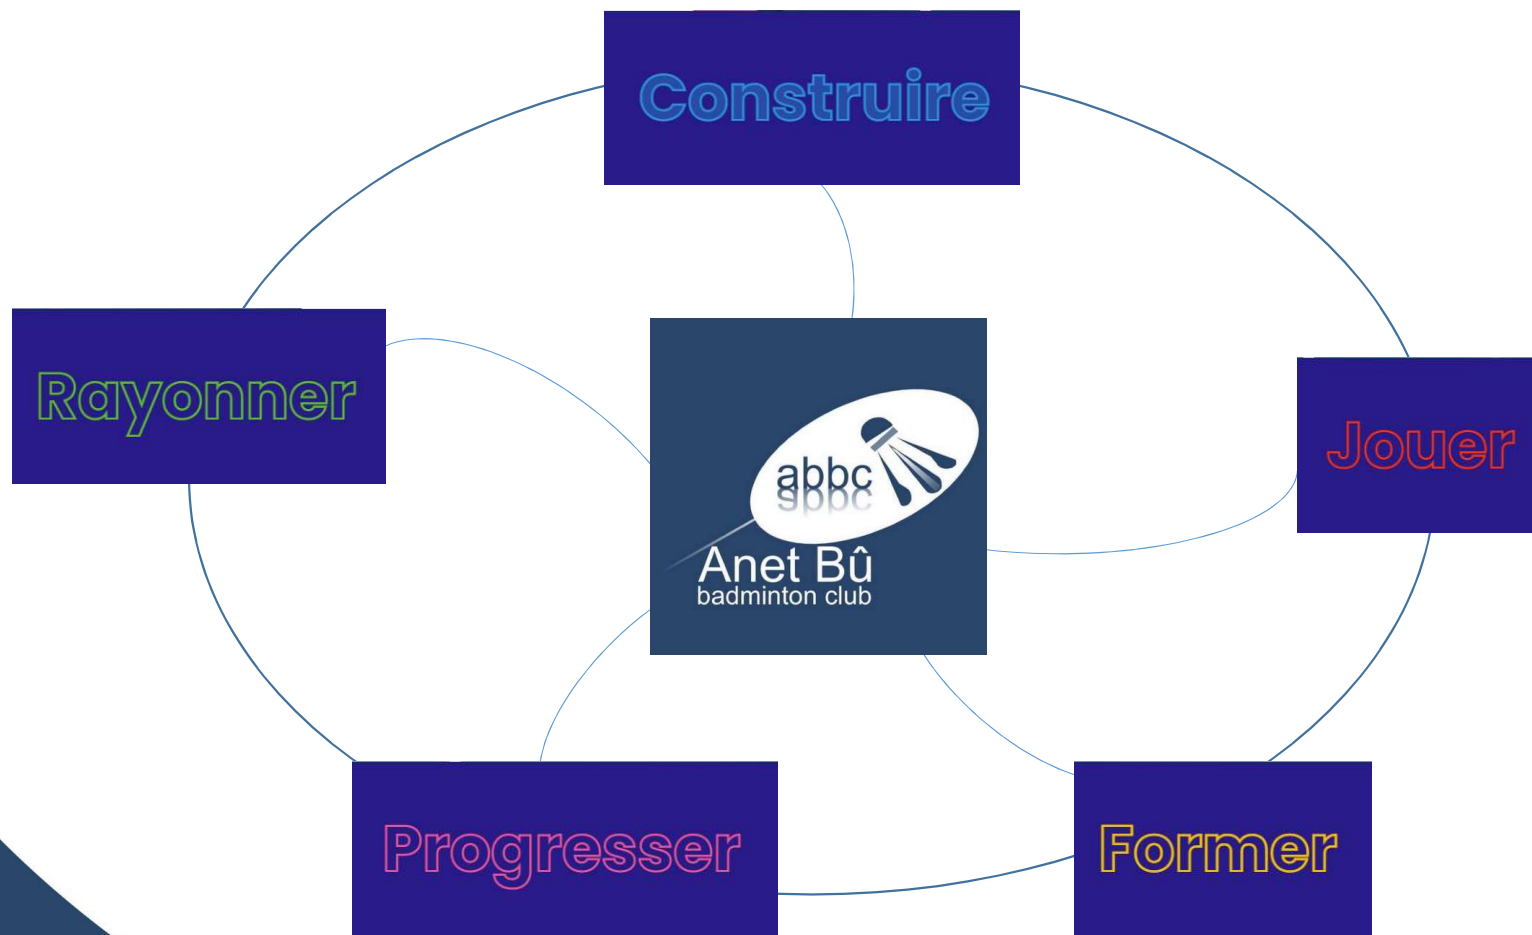 Construire
Rayonner
Jouer
abbc
Anet Bû
badminton club
Progresser
Former